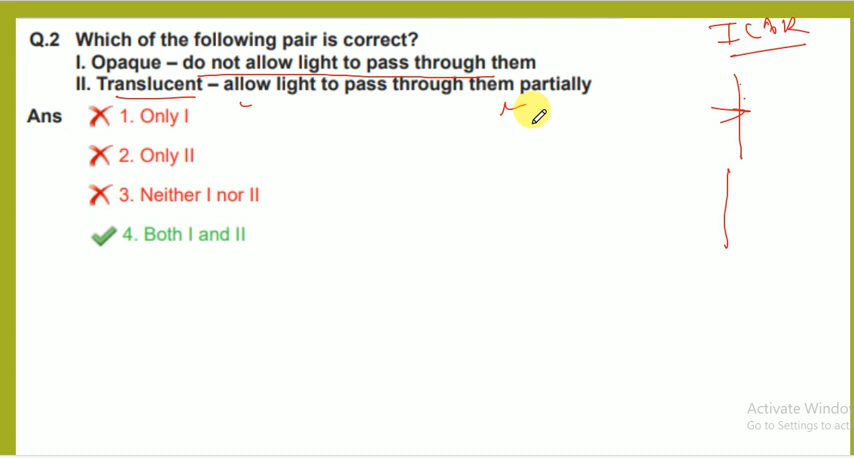 Q.2 Which of the following pair is correct?
I. Opaque – do not allow light to pass through them
II. Translucent – allow light to pass through them partially
Ans 1. Only I
2. Only II
3. Neither I nor II
4. Both I and II
Activate Windo
Go to Settings to act